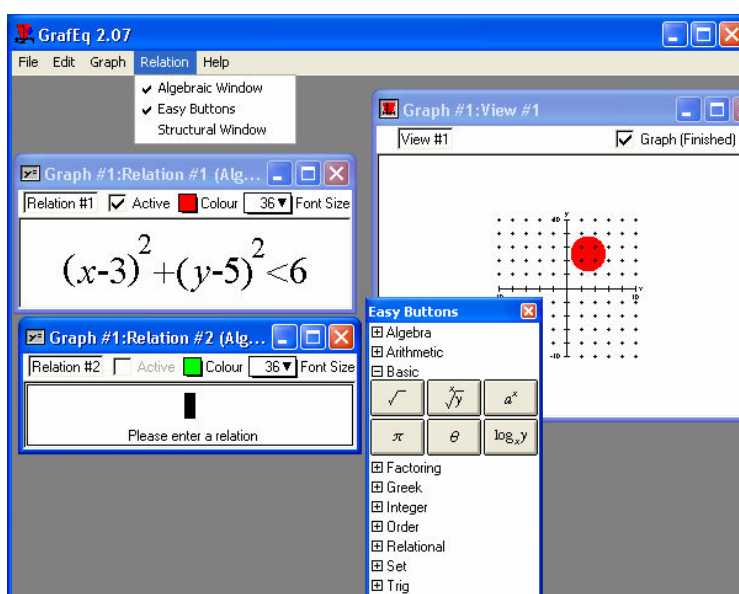 GrafEq 2.07
File Edit Graph Relation Help
✔ Algebraic Window
✔ Easy Buttons
Structural Window
Graph #1:View #1
View #1 Graph (Finished)
Graph #1:Relation #1 (Alg...
Relation #1 Active Colour 36 Font Size
(x-3)²+(y-5)²<6
Graph #1:Relation #2 (Alg...
Relation #2 Active Colour 36 Font Size
Please enter a relation
Easy Buttons
Algebra
Arithmetic
Basic
√ ˣ√y aˣ
π θ logₓy
Factoring
Greek
Integer
Order
Relational
Set
Trig